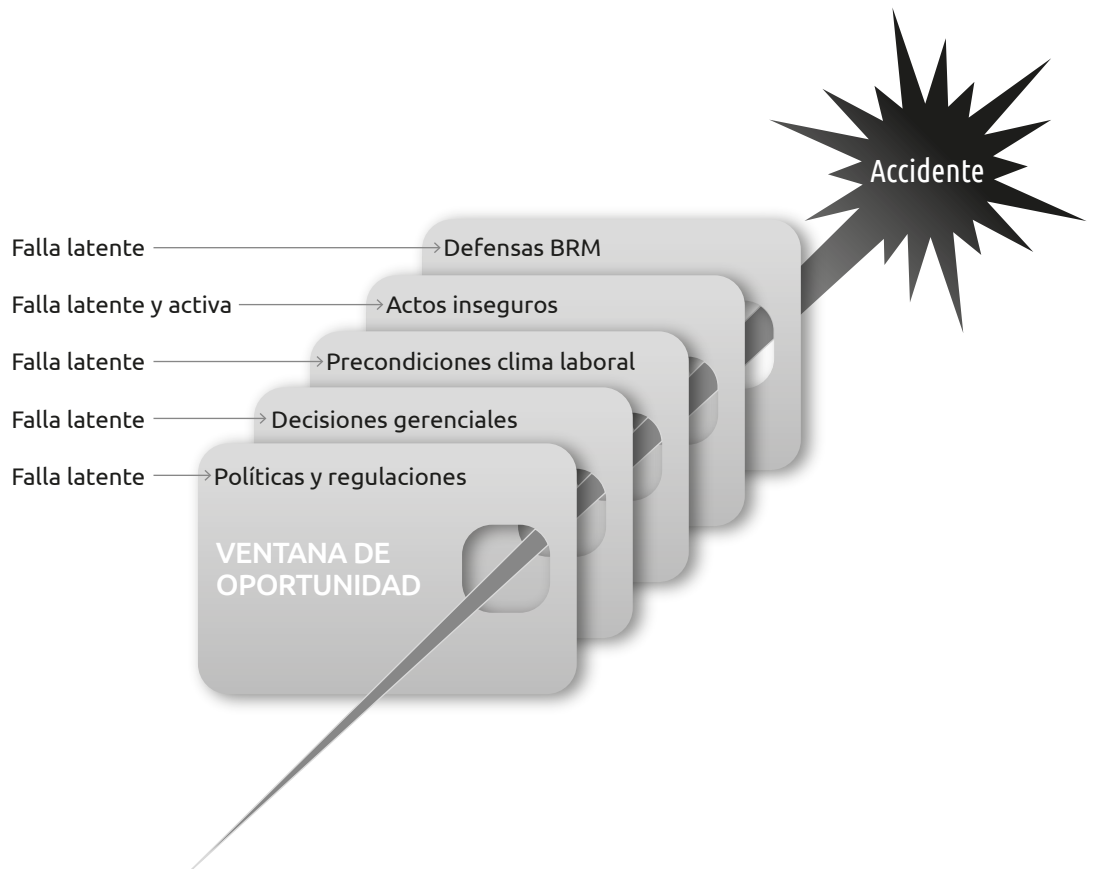 Accidente
Falla latente
Defensas BRM
Falla latente y activa
Actos inseguros
Falla latente
Precondiciones clima laboral
Falla latente
Decisiones gerenciales
Falla latente
Políticas y regulaciones
VENTANA DE
OPORTUNIDAD